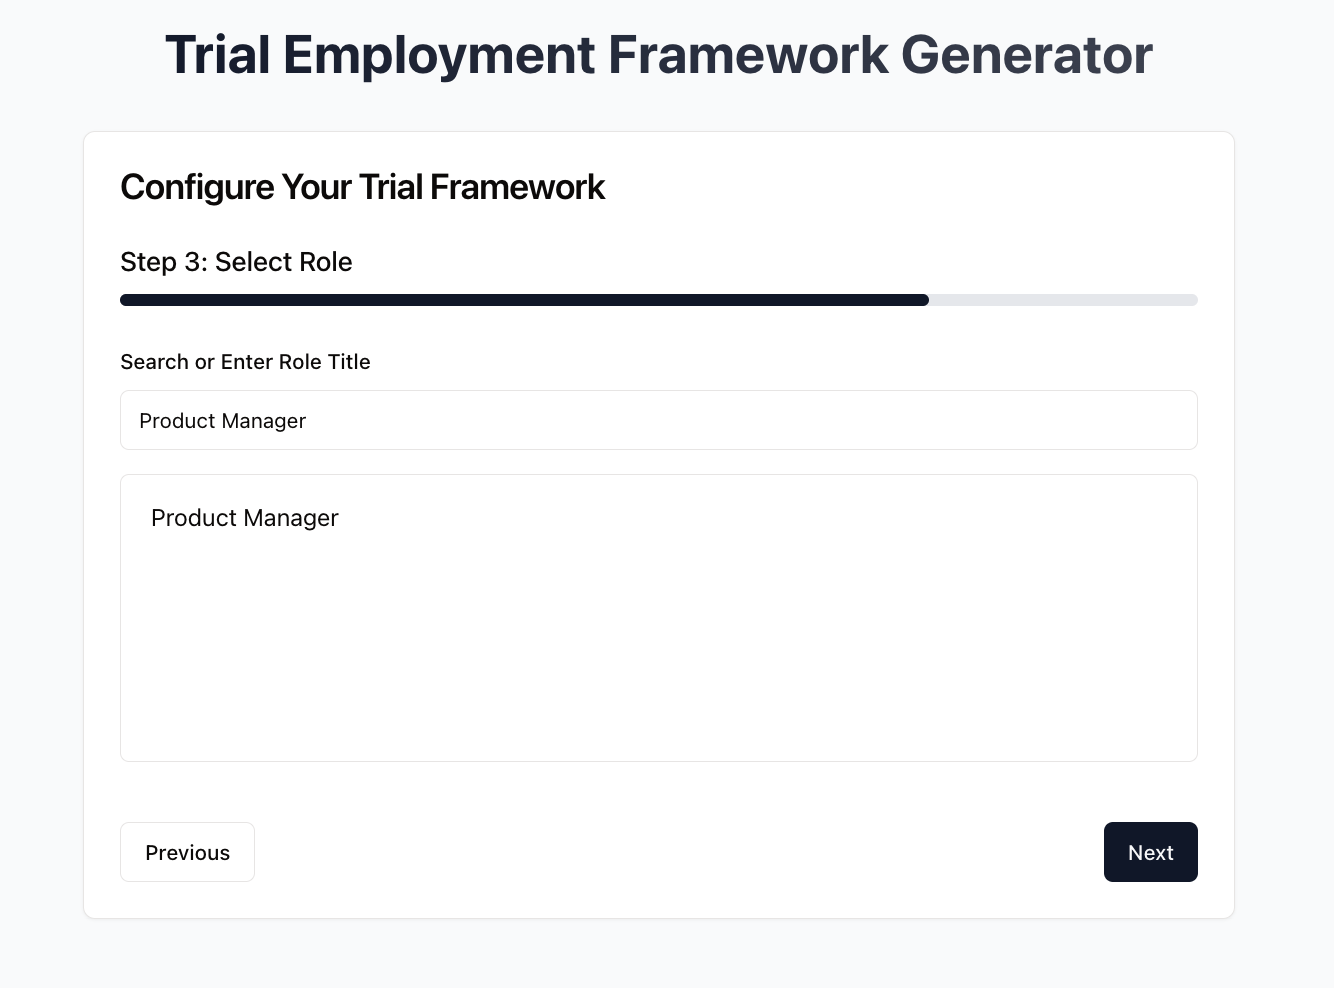 Trial Employment Framework Generator
Configure Your Trial Framework
Step 3: Select Role
Search or Enter Role Title
Product Manager
Product Manager
Previous
Next